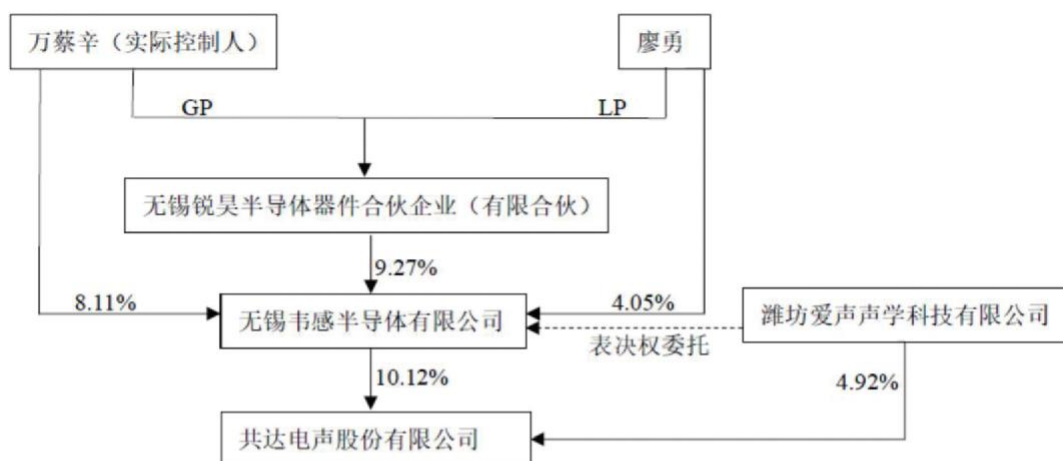 万蔡辛（实际控制人）
廖勇
GP
LP
无锡锐昊半导体器件合伙企业（有限合伙）
9.27%
8.11%
4.05%
无锡韦感半导体有限公司
潍坊爱声声学科技有限公司
表决权委托
10.12%
4.92%
共达电声股份有限公司